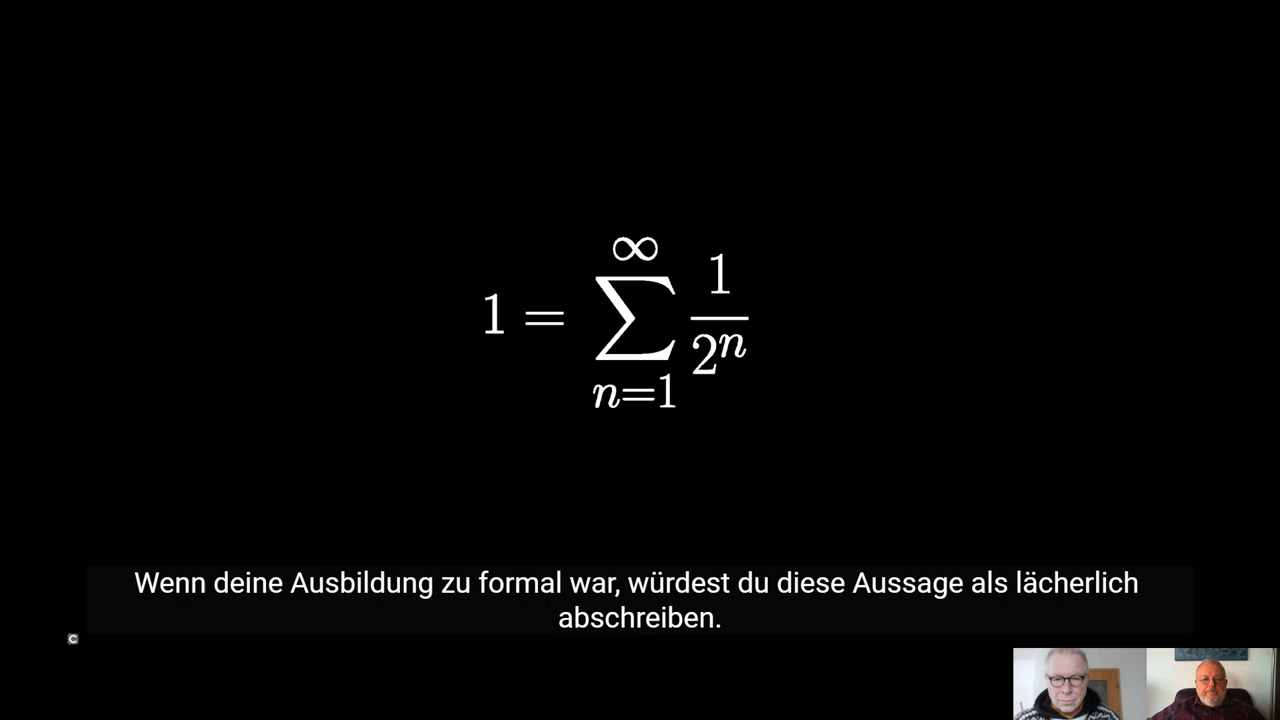 1 = ∑_{n=1}^{∞} 1/2^n
Wenn deine Ausbildung zu formal war, würdest du diese Aussage als lächerlich
abschreiben.
C